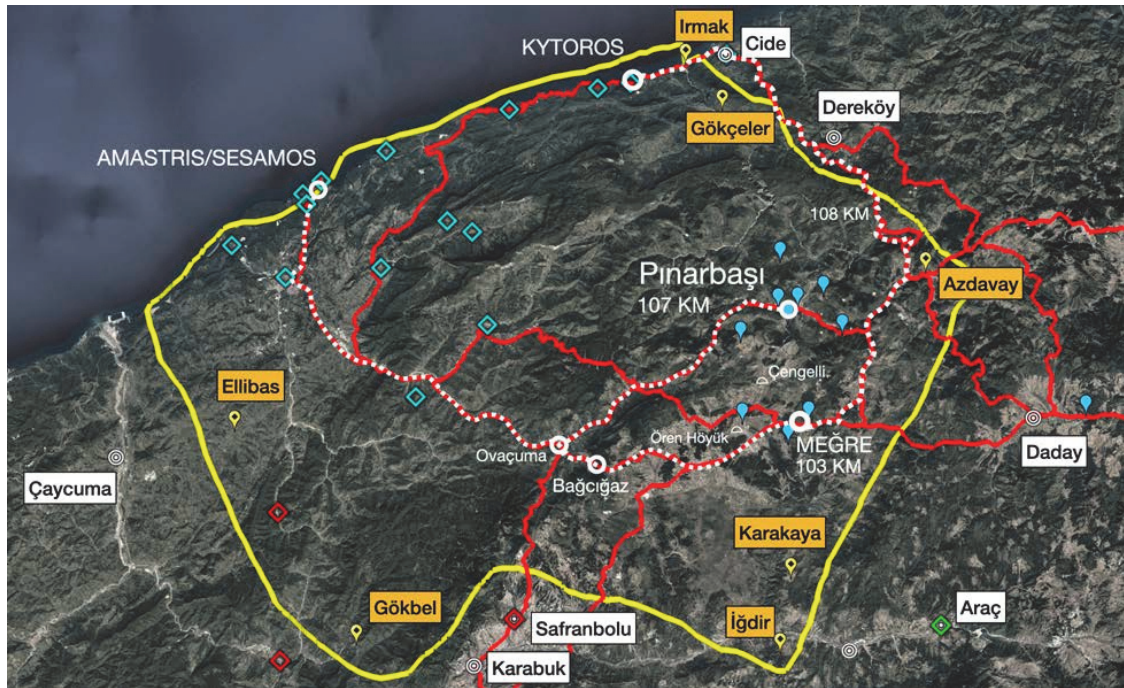 Irmak
KYTOROS
Cide
Gökçeler
Dereköy
AMASTRIS/SESAMOS
108 KM
Pınarbaşı
107 KM
Azdavay
Ellibas
Çengelli
Ören Höyük
MEĞRE
103 KM
Daday
Ovaçuma
Bağcığaz
Çaycuma
Karakaya
Gökbel
Safranbolu
İğdir
Araç
Karabuk